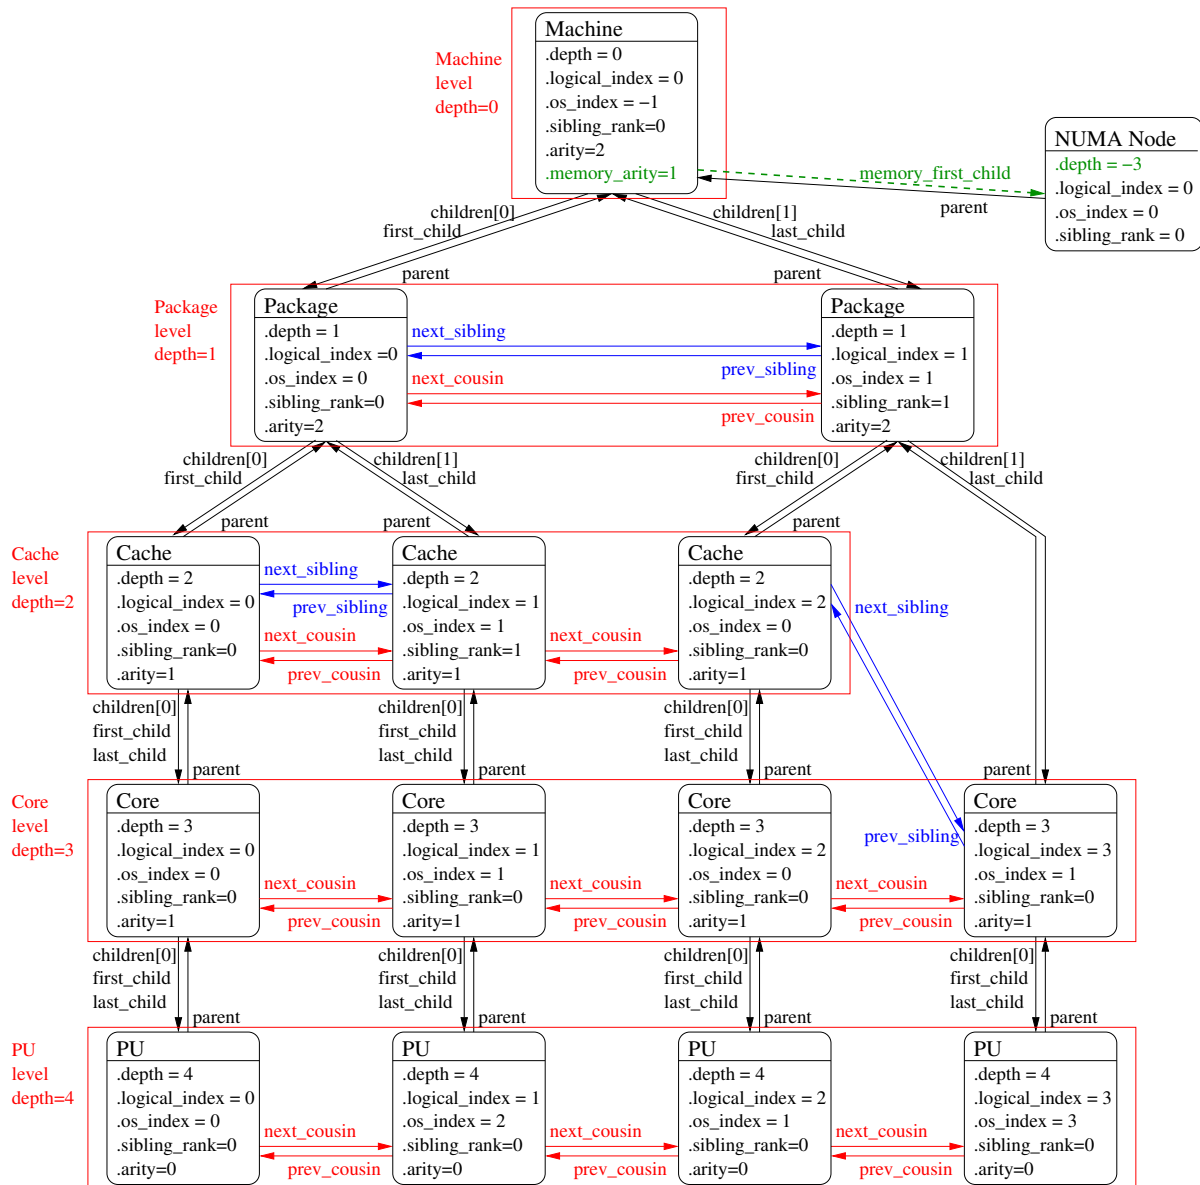 Machine
level
depth=0
Machine
.depth = 0
.logical_index = 0
.os_index = −1
.sibling_rank=0
.arity=2
.memory_arity=1
memory_first_child
parent
NUMA Node
.depth = −3
.logical_index = 0
.os_index = 0
.sibling_rank = 0
children[0]
first_child
parent
children[1]
last_child
parent
Package
level
depth=1
Package
.depth = 1
.logical_index =0
.os_index = 0
.sibling_rank=0
.arity=2
next_sibling
prev_sibling
next_cousin
prev_cousin
Package
.depth = 1
.logical_index = 1
.os_index = 1
.sibling_rank=1
.arity=2
children[0]
first_child
parent
children[1]
last_child
parent
children[0]
first_child
parent
children[1]
last_child
Cache
level
depth=2
Cache
.depth = 2
.logical_index = 0
.os_index = 0
.sibling_rank=0
.arity=1
next_sibling
prev_sibling
next_cousin
prev_cousin
Cache
.depth = 2
.logical_index = 1
.os_index = 1
.sibling_rank=1
.arity=1
next_cousin
prev_cousin
Cache
.depth = 2
.logical_index = 2
.os_index = 0
.sibling_rank=0
.arity=1
next_sibling
prev_sibling
children[0]
first_child
last_child
parent
children[0]
first_child
last_child
parent
children[0]
first_child
last_child
parent
parent
Core
level
depth=3
Core
.depth = 3
.logical_index = 0
.os_index = 0
.sibling_rank=0
.arity=1
next_cousin
prev_cousin
Core
.depth = 3
.logical_index = 1
.os_index = 1
.sibling_rank=0
.arity=1
next_cousin
prev_cousin
Core
.depth = 3
.logical_index = 2
.os_index = 0
.sibling_rank=0
.arity=1
next_cousin
prev_cousin
Core
.depth = 3
.logical_index = 3
.os_index = 1
.sibling_rank=0
.arity=1
children[0]
first_child
last_child
parent
children[0]
first_child
last_child
parent
children[0]
first_child
last_child
parent
children[0]
first_child
last_child
parent
PU
level
depth=4
PU
.depth = 4
.logical_index = 0
.os_index = 0
.sibling_rank=0
.arity=0
next_cousin
prev_cousin
PU
.depth = 4
.logical_index = 1
.os_index = 2
.sibling_rank=0
.arity=0
next_cousin
prev_cousin
PU
.depth = 4
.logical_index = 2
.os_index = 1
.sibling_rank=0
.arity=0
next_cousin
prev_cousin
PU
.depth = 4
.logical_index = 3
.os_index = 3
.sibling_rank=0
.arity=0